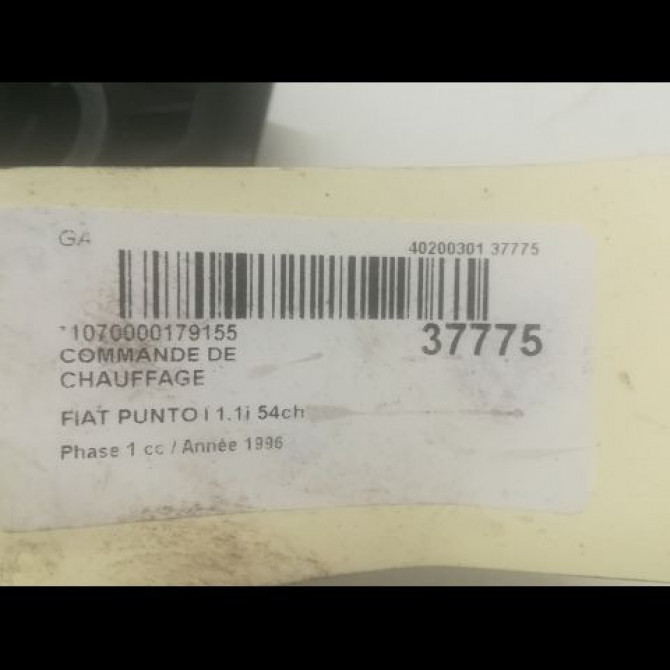 GA
40200301 37775
*1070000179155
37775
COMMANDE DE
CHAUFFAGE
FIAT PUNTO I 1.1i 54ch
Phase 1 cc / Année 1996